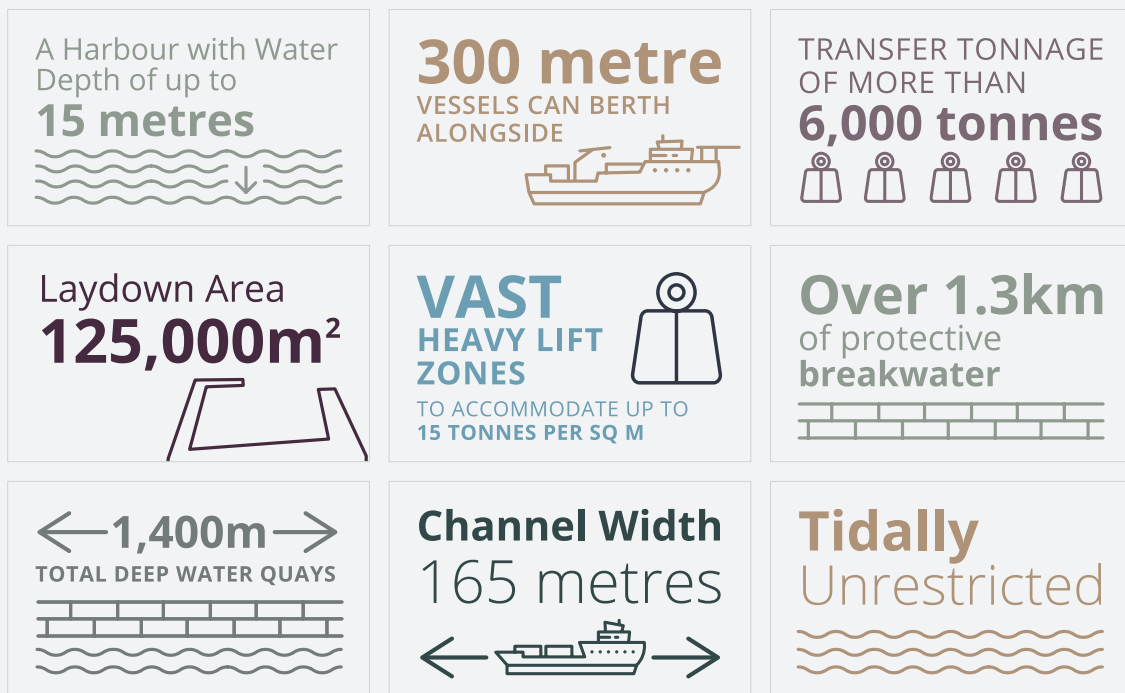 A Harbour with Water
Depth of up to
15 metres
300 metre
VESSELS CAN BERTH
ALONGSIDE
TRANSFER TONNAGE
OF MORE THAN
6,000 tonnes
Laydown Area
125,000m²
VAST
HEAVY LIFT
ZONES
TO ACCOMMODATE UP TO
15 TONNES PER SQ M
Over 1.3km
of protective
breakwater
1,400m
TOTAL DEEP WATER QUAYS
Channel Width
165 metres
Tidally
Unrestricted